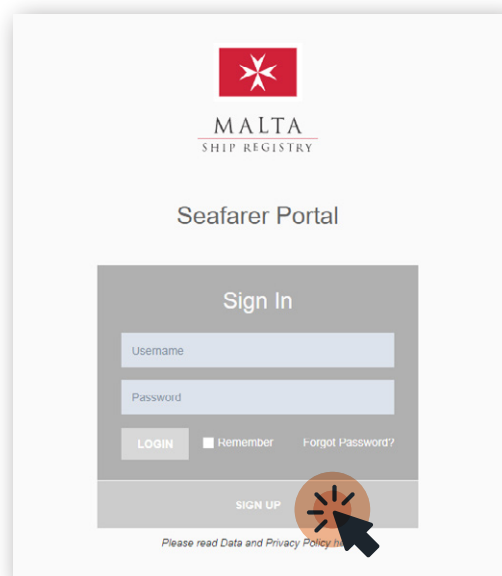 MALTA
SHIP REGISTRY
Seafarer Portal
Sign In
Username
Password
LOGIN Remember Forgot Password?
SIGN UP
Please read Data and Privacy Policy